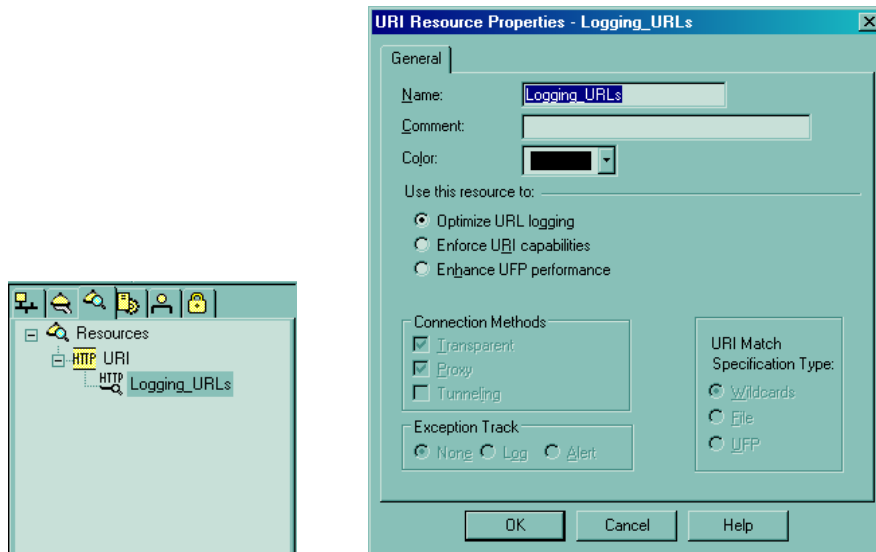 Resources
HTTP URI
HTTP Logging_URLs
URI Resource Properties - Logging_URLs
General
Name: Logging_URLs
Comment:
Color:
Use this resource to:
Optimize URL logging
Enforce URI capabilities
Enhance UFP performance
Connection Methods
Transparent
Proxy
Tunneling
Exception Track
None Log Alert
URI Match
Specification Type:
Wildcards
File
UFP
OK Cancel Help